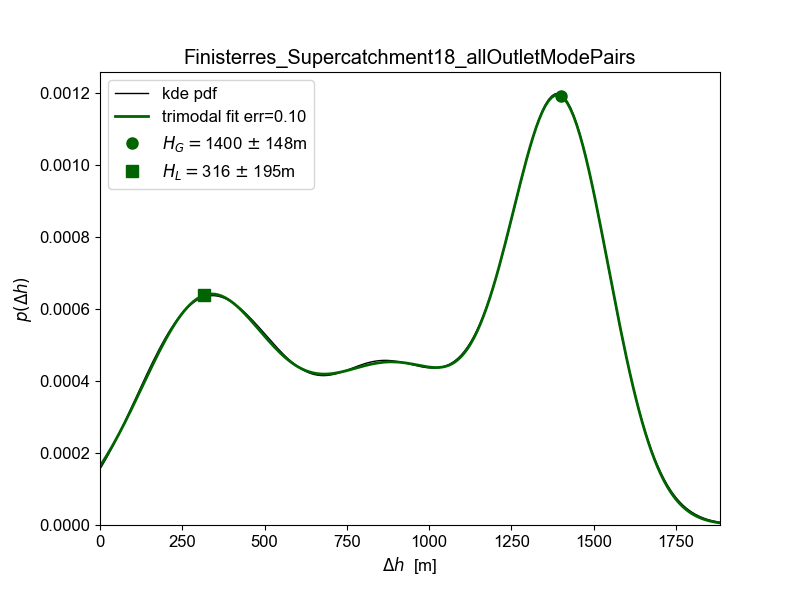 Finisterres_Supercatchment18_allOutletModePairs
kde pdf
trimodal fit err=0.10
H_G = 1400 ± 148m
H_L = 316 ± 195m
0.0012
0.0010
0.0008
0.0006
0.0004
0.0002
0.0000
p(Δh)
0 250 500 750 1000 1250 1500 1750
Δh [m]